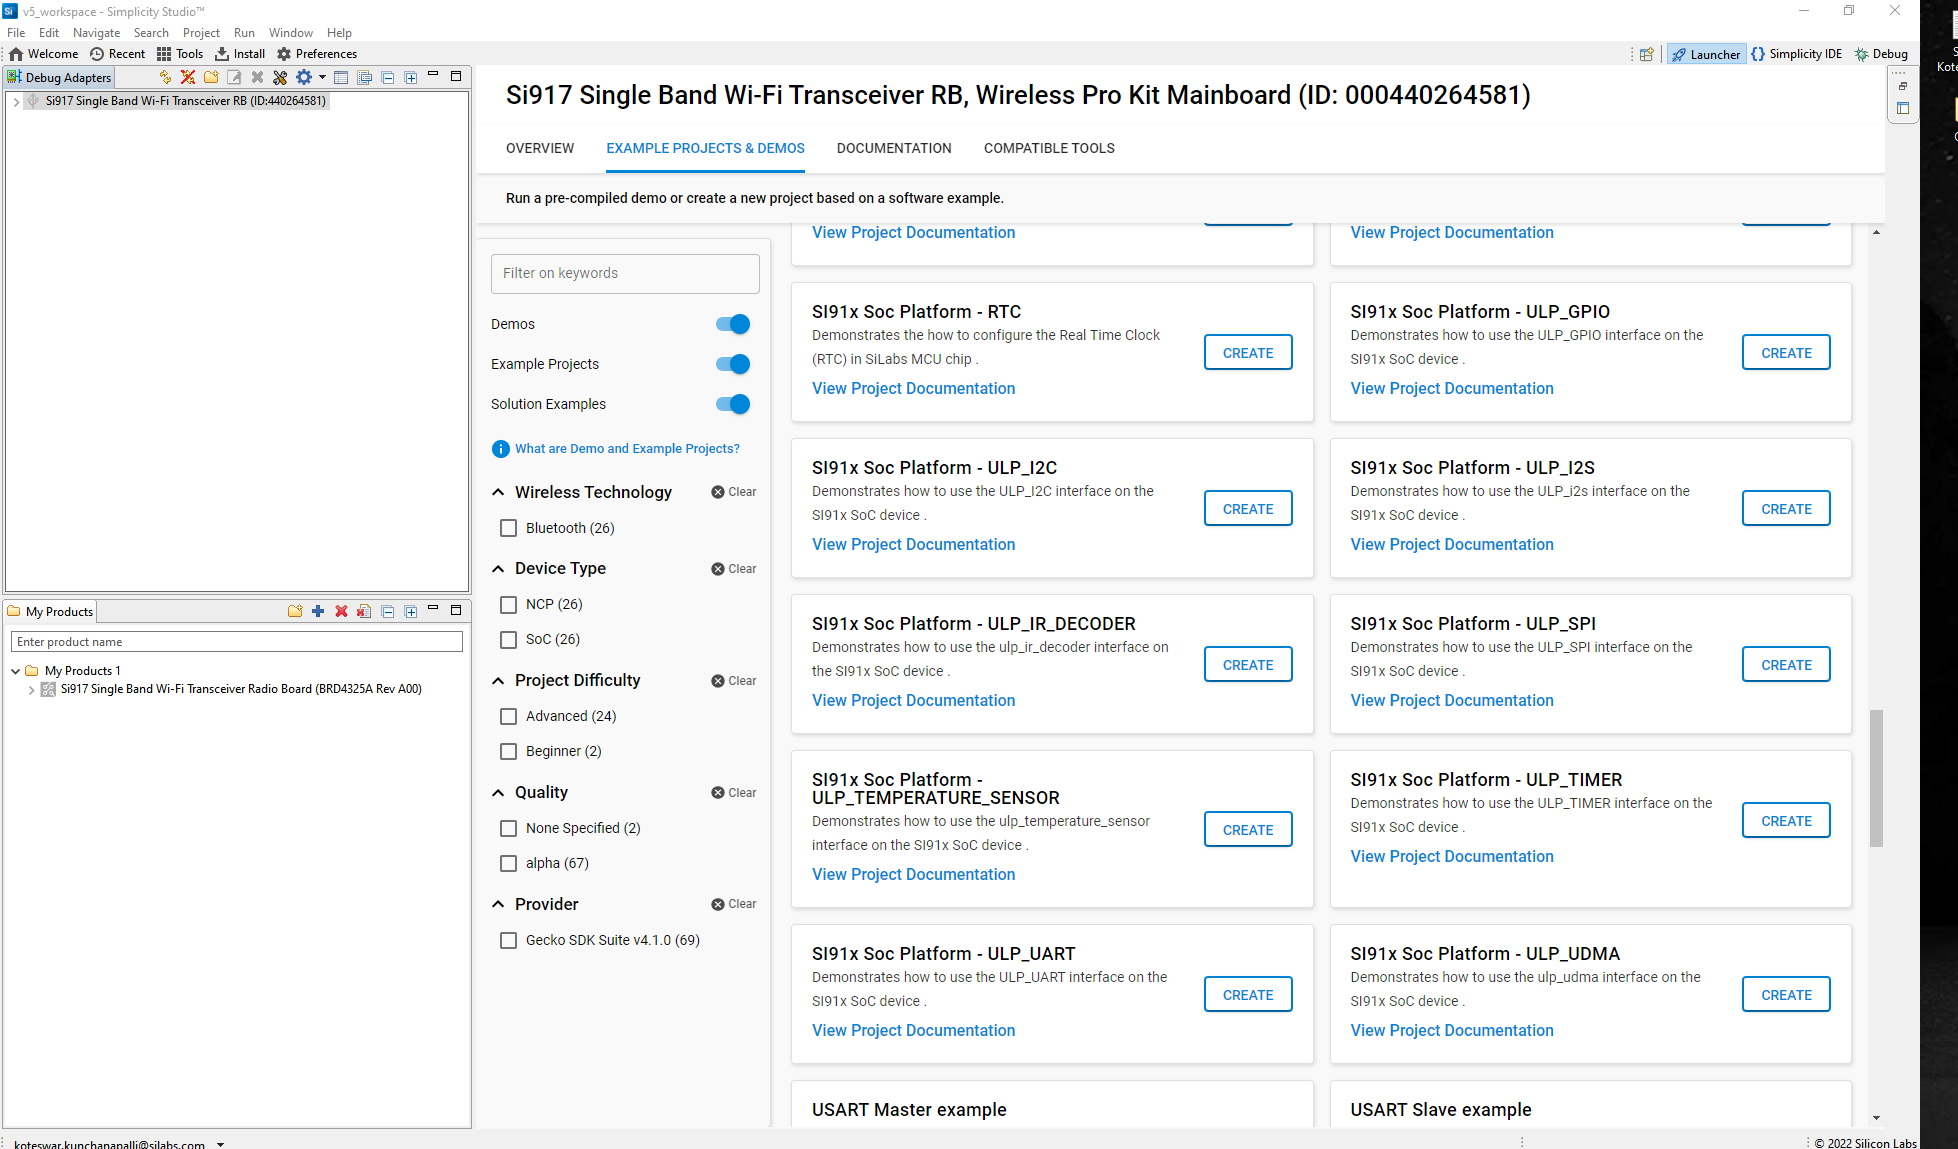 v5_workspace - Simplicity Studio™
File Edit Navigate Search Project Run Window Help
Welcome Recent Tools Install Preferences
Launcher Simplicity IDE Debug
Debug Adapters
Si917 Single Band Wi-Fi Transceiver RB (ID:440264581)
My Products
Enter product name
My Products 1
Si917 Single Band Wi-Fi Transceiver Radio Board (BRD4325A Rev A00)
Si917 Single Band Wi-Fi Transceiver RB, Wireless Pro Kit Mainboard (ID: 000440264581)
OVERVIEW EXAMPLE PROJECTS & DEMOS DOCUMENTATION COMPATIBLE TOOLS
Run a pre-compiled demo or create a new project based on a software example.
Filter on keywords
Demos
Example Projects
Solution Examples
What are Demo and Example Projects?
Wireless Technology Clear
Bluetooth (26)
Device Type Clear
NCP (26)
SoC (26)
Project Difficulty Clear
Advanced (24)
Beginner (2)
Quality Clear
None Specified (2)
alpha (67)
Provider Clear
Gecko SDK Suite v4.1.0 (69)
View Project Documentation
View Project Documentation
SI91x Soc Platform - RTC
Demonstrates the how to configure the Real Time Clock
(RTC) in SiLabs MCU chip .
CREATE
View Project Documentation
SI91x Soc Platform - ULP_GPIO
Demonstrates how to use the ULP_GPIO interface on the
SI91x SoC device .
CREATE
View Project Documentation
SI91x Soc Platform - ULP_I2C
Demonstrates how to use the ULP_I2C interface on the
SI91x SoC device .
CREATE
View Project Documentation
SI91x Soc Platform - ULP_I2S
Demonstrates how to use the ULP_i2s interface on the
SI91x SoC device .
CREATE
View Project Documentation
SI91x Soc Platform - ULP_IR_DECODER
Demonstrates how to use the ulp_ir_decoder interface on
the SI91x SoC device .
CREATE
View Project Documentation
SI91x Soc Platform - ULP_SPI
Demonstrates how to use the ULP_SPI interface on the
SI91x SoC device .
CREATE
View Project Documentation
SI91x Soc Platform -
ULP_TEMPERATURE_SENSOR
Demonstrates how to use the ulp_temperature_sensor
interface on the SI91x SoC device .
CREATE
View Project Documentation
SI91x Soc Platform - ULP_TIMER
Demonstrates how to use the ULP_TIMER interface on the
SI91x SoC device .
CREATE
View Project Documentation
SI91x Soc Platform - ULP_UART
Demonstrates how to use the ULP_UART interface on the
SI91x SoC device .
CREATE
View Project Documentation
SI91x Soc Platform - ULP_UDMA
Demonstrates how to use the ulp_udma interface on the
SI91x SoC device .
CREATE
View Project Documentation
USART Master example
USART Slave example
koteswar.kunchanapalli@silabs.com
© 2022 Silicon Labs